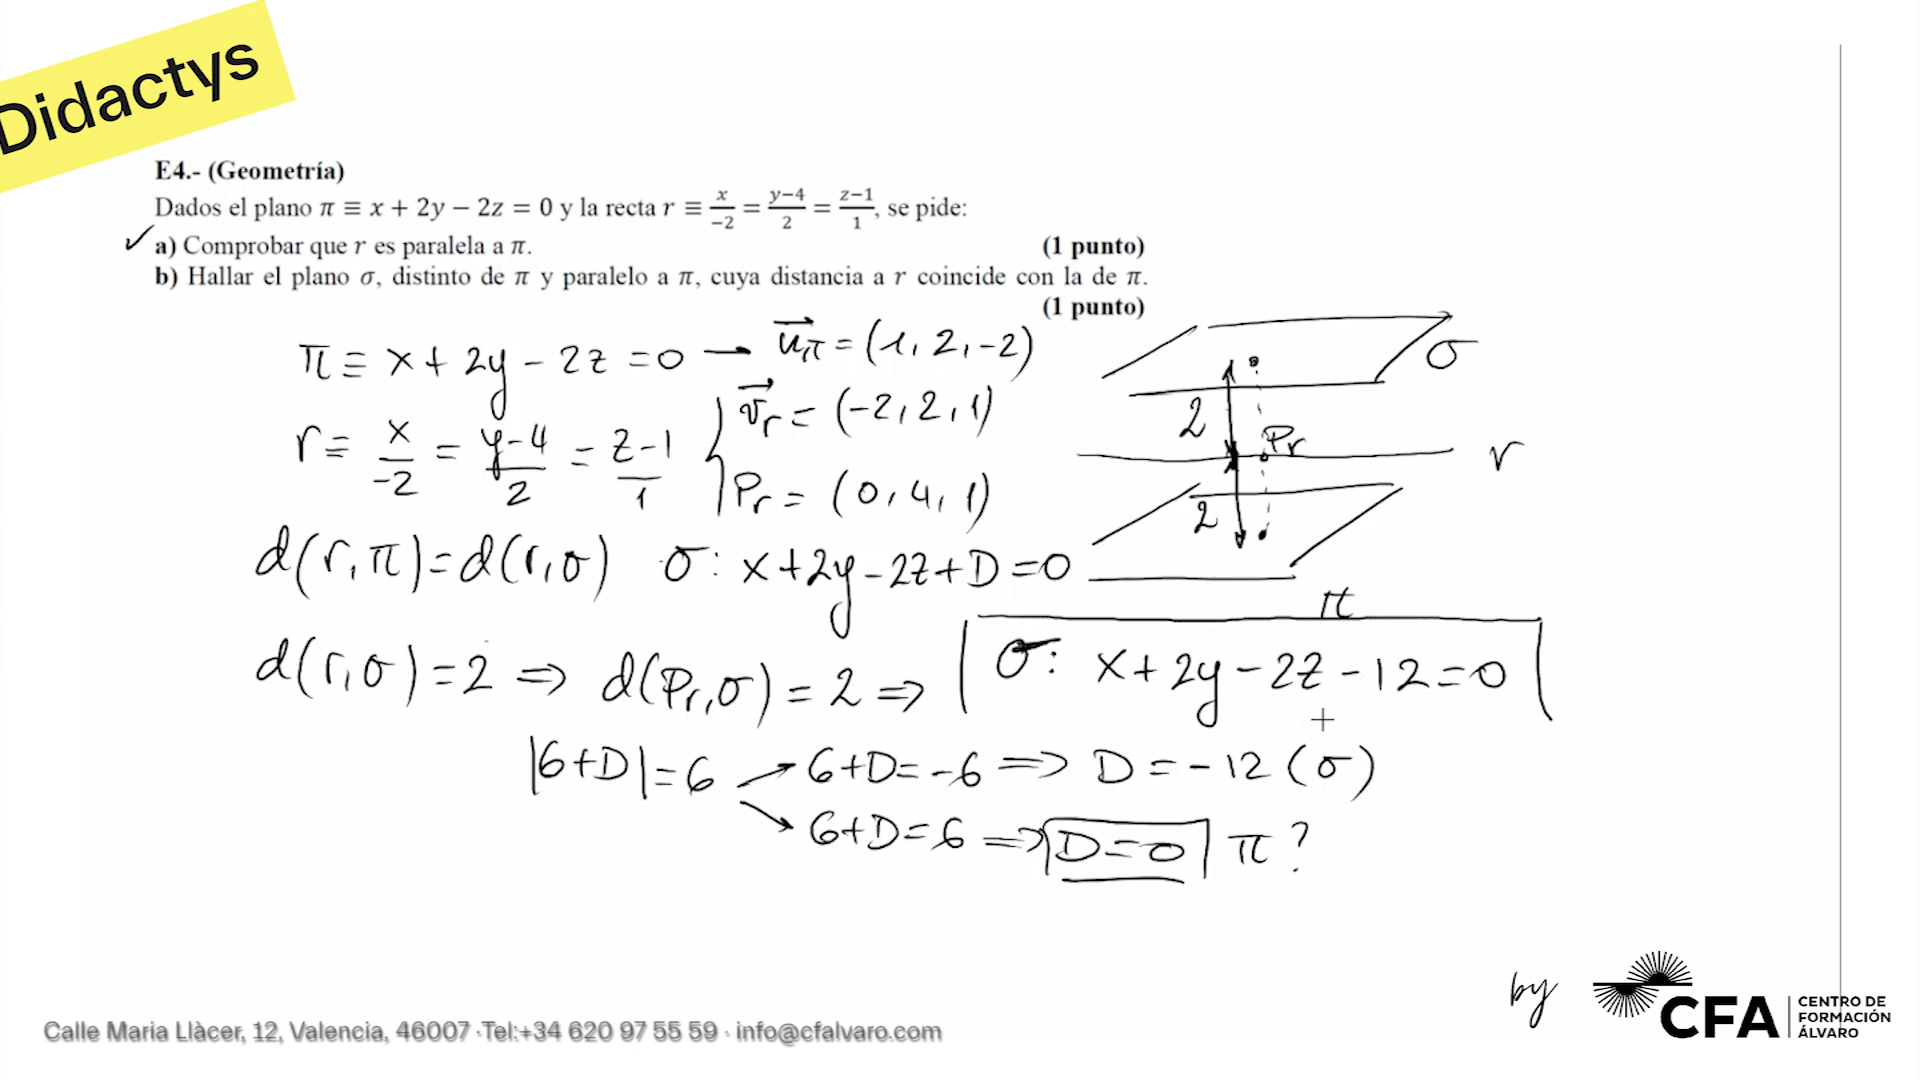 Didactys
E4.- (Geometría)
Dados el plano π ≡ x + 2y − 2z = 0 y la recta r ≡ x/−2 = y−4/2 = z−1/1, se pide:
✓ a) Comprobar que r es paralela a π. (1 punto)
b) Hallar el plano σ, distinto de π y paralelo a π, cuya distancia a r coincide con la de π.
(1 punto)
π ≡ x + 2y − 2z = 0 → n⃗π = (1, 2, −2)
r ≡ x/−2 = y−4/2 = z−1/1 { v⃗r = (−2, 2, 1)
Pr = (0, 4, 1)
σ
2
Pr
r
2
π
d(r,π) = d(r,σ) σ: x+2y−2z+D=0
d(r,σ) = 2 ⇒ d(Pr,σ) = 2 ⇒
σ: x+2y−2z−12=0
|6+D| = 6 → 6+D=−6 ⇒ D=−12 (σ)
→ 6+D=6 ⇒ D=0 π?
by
CFA CENTRO DE
FORMACIÓN
ÁLVARO
Calle Maria Llàcer, 12, Valencia, 46007 ·Tel:+34 620 97 55 59 · info@cfalvaro.com